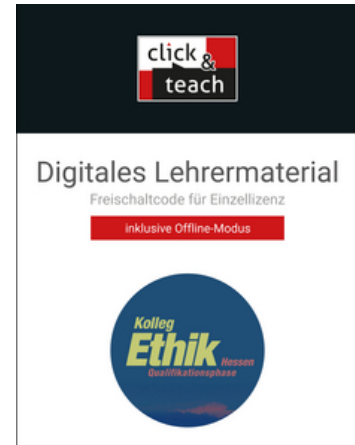 click &
teach
Digitales Lehrermaterial
Freischaltcode für Einzellizenz
inklusive Offline-Modus
Kolleg
Ethik
Hessen
Qualifikationsphase